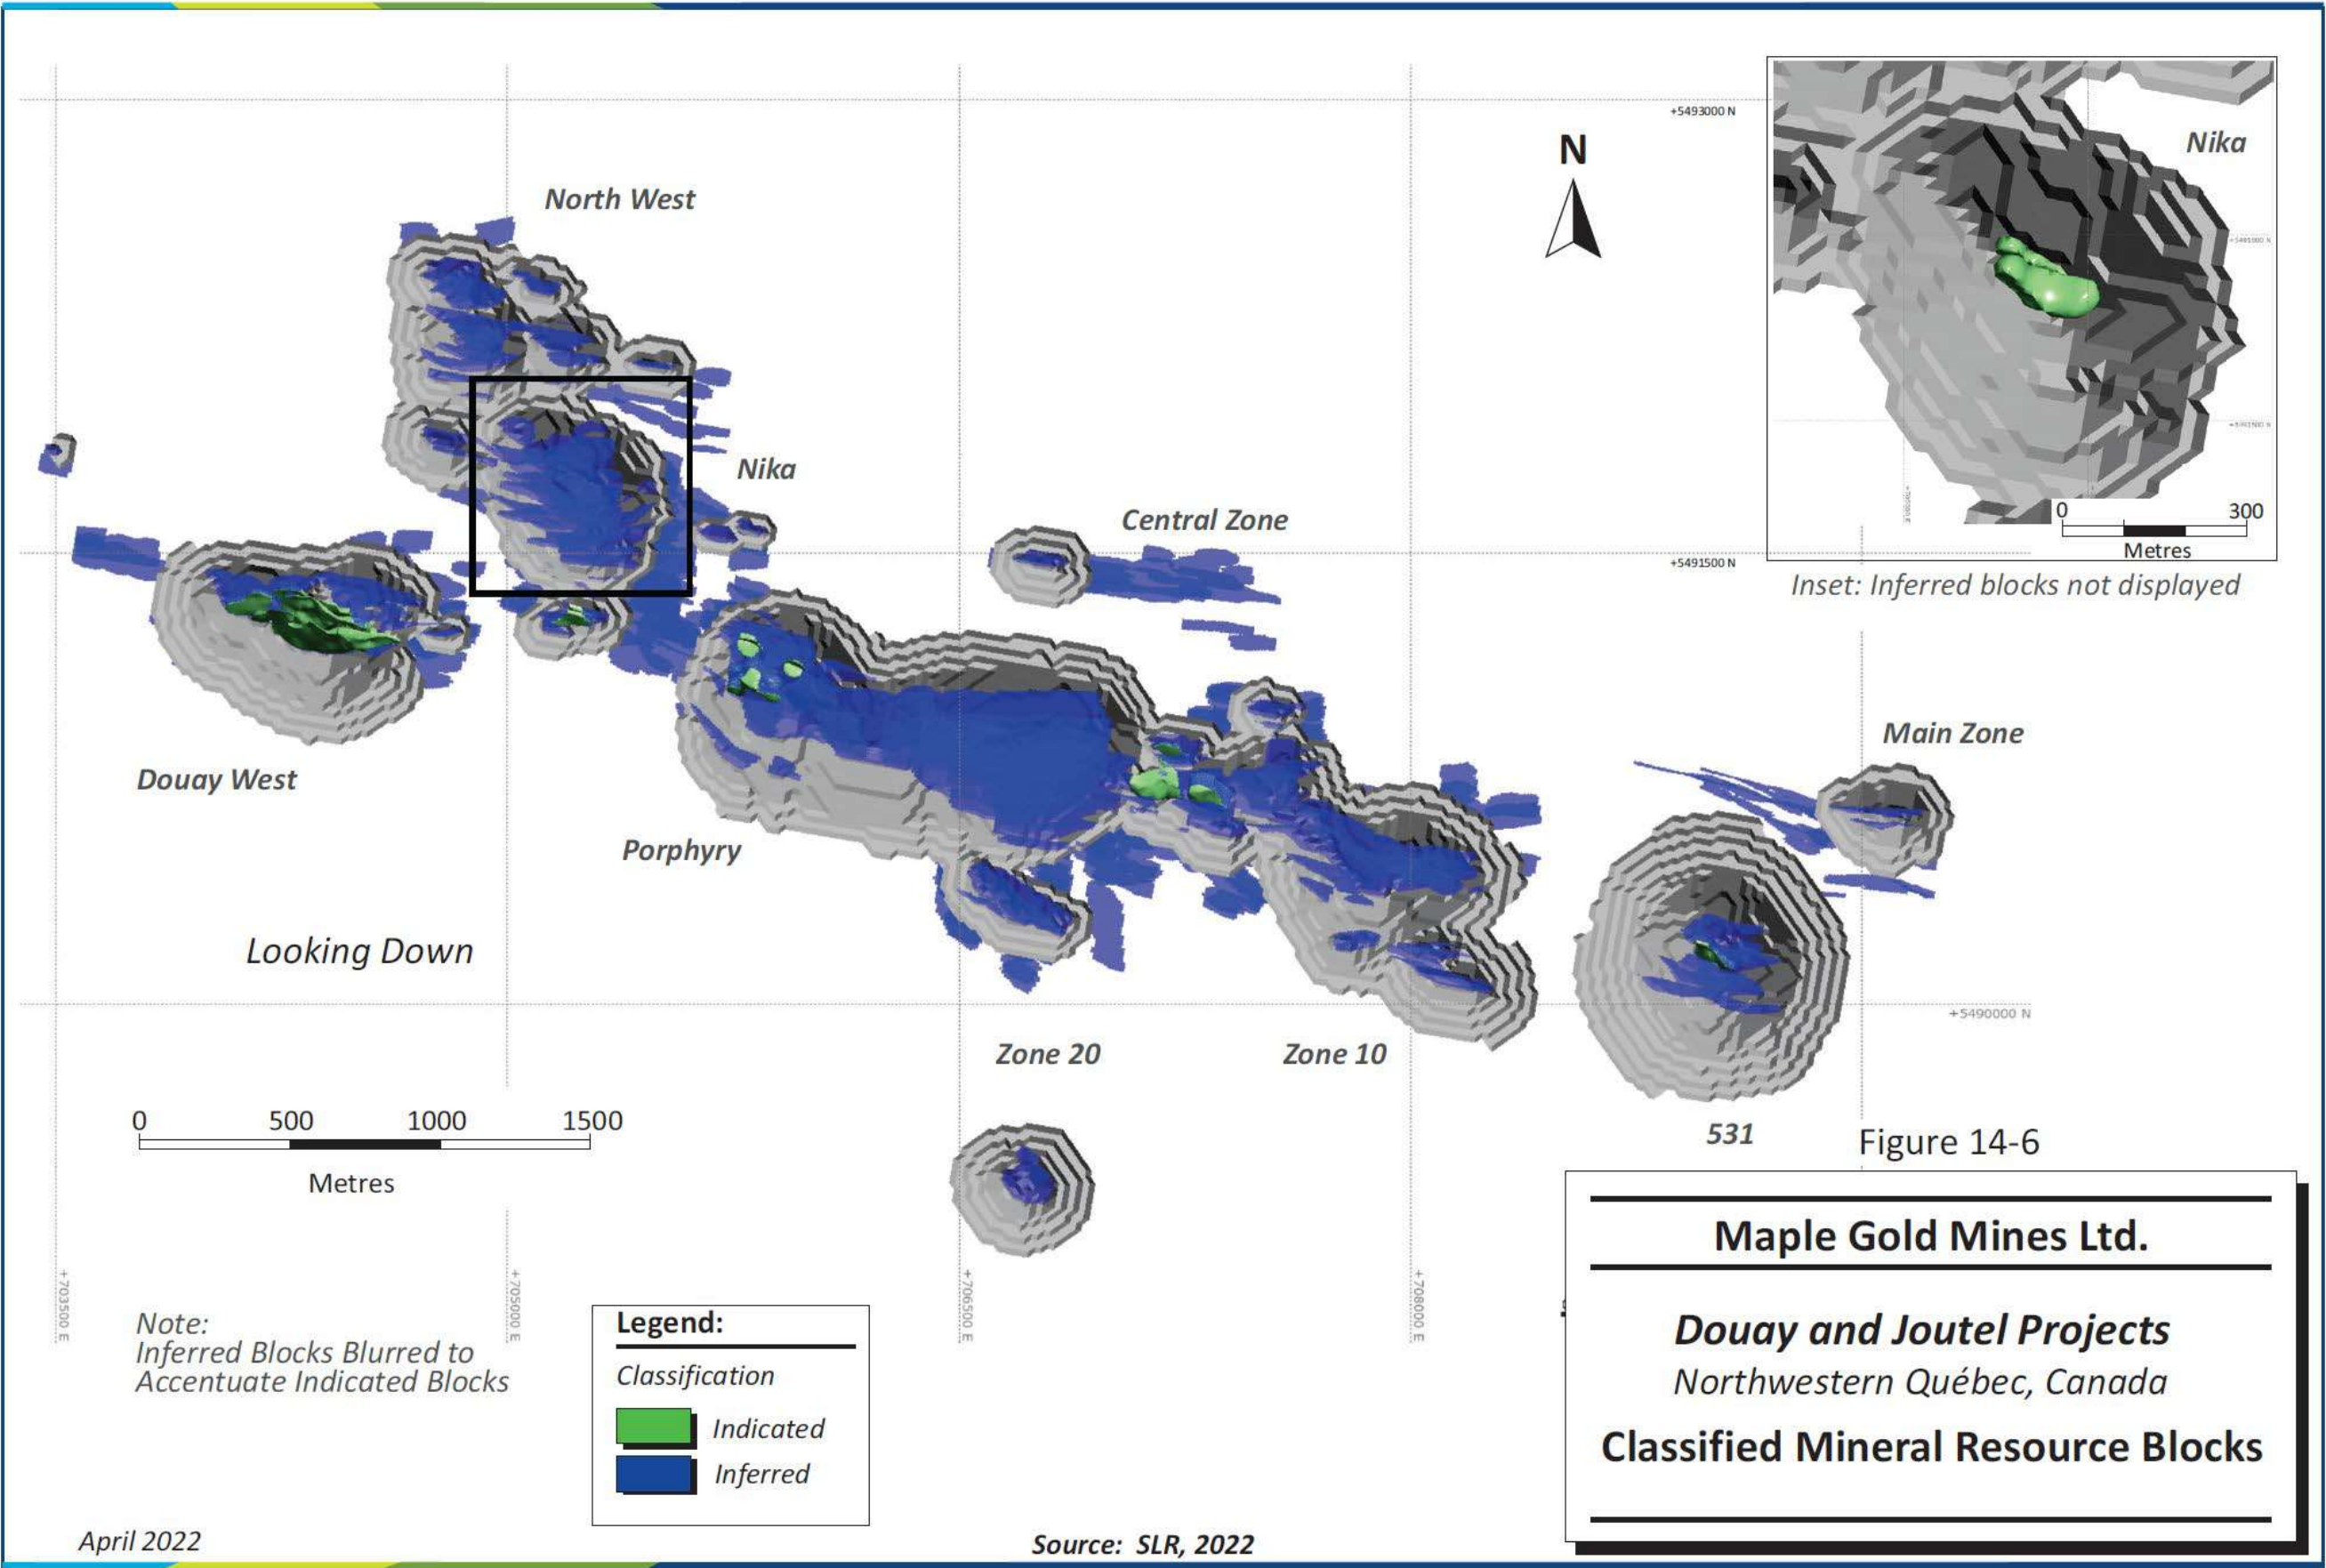 +5493000 N
N
Nika
North West
+5491500 N
0 300
Metres
Inset: Inferred blocks not displayed
Nika
Central Zone
+5491500 N
Main Zone
Douay West
Porphyry
Looking Down
+5490000 N
Zone 20
Zone 10
531
0 500 1000 1500
Metres
Figure 14-6
Maple Gold Mines Ltd.
Douay and Joutel Projects
Northwestern Québec, Canada
Classified Mineral Resource Blocks
+703500 E
+705000 E
+706500 E
+708000 E
Note:
Inferred Blocks Blurred to
Accentuate Indicated Blocks
Legend:
Classification
Indicated
Inferred
April 2022
Source: SLR, 2022